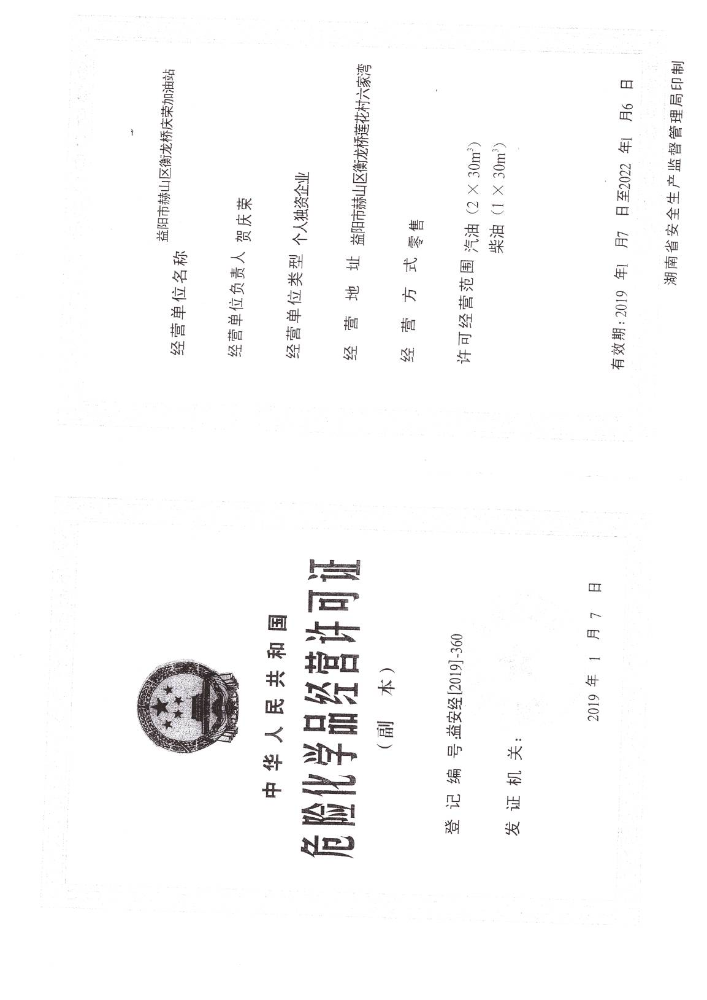 中华人民共和国
危险化学品经营许可证
（副 本）
登 记 编 号:益安经[2019]-360
发 证 机 关:
2019 年 1 月 7 日
经营单位名称 益阳市赫山区衡龙桥庆荣加油站
经营单位负责人 贺庆荣
经营单位类型 个人独资企业
经 营 地 址 益阳市赫山区衡龙桥莲花村六家湾
经 营 方 式 零售
许可经营范围 汽油（2 × 30m³）
柴油（1 × 30m³）
有效期: 2019 年1 月7 日至2022 年1 月6 日
湖南省安全生产监督管理局印制